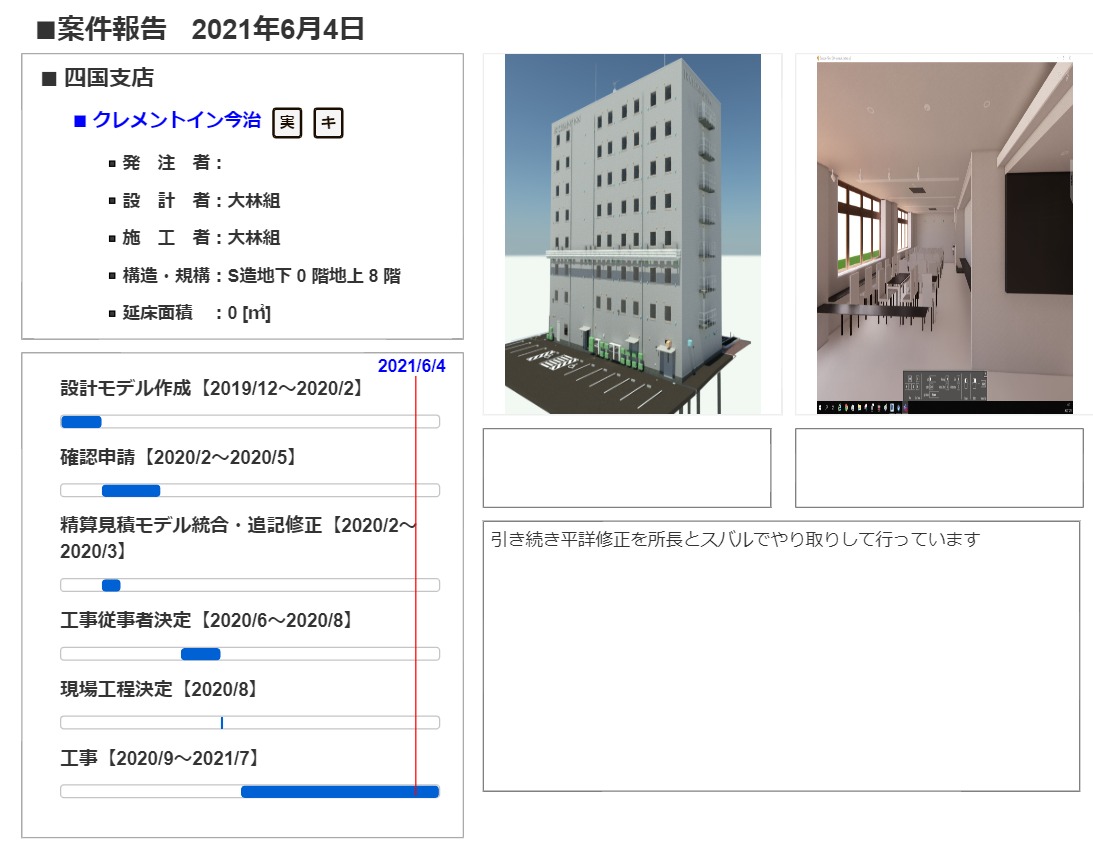 ■案件報告 2021年6月4日
■ 四国支店
■ クレメントイン今治 実 キ
▪ 発 注 者：
▪ 設 計 者：大林組
▪ 施 工 者：大林組
▪ 構造・規構：S造地下 0 階地上 8 階
▪ 延床面積 ：0 [㎡]
2021/6/4
設計モデル作成【2019/12～2020/2】
確認申請【2020/2～2020/5】
精算見積モデル統合・追記修正【2020/2～
2020/3】
工事従事者決定【2020/6～2020/8】
現場工程決定【2020/8】
工事【2020/9～2021/7】
引き続き平詳修正を所長とスバルでやり取りして行っています